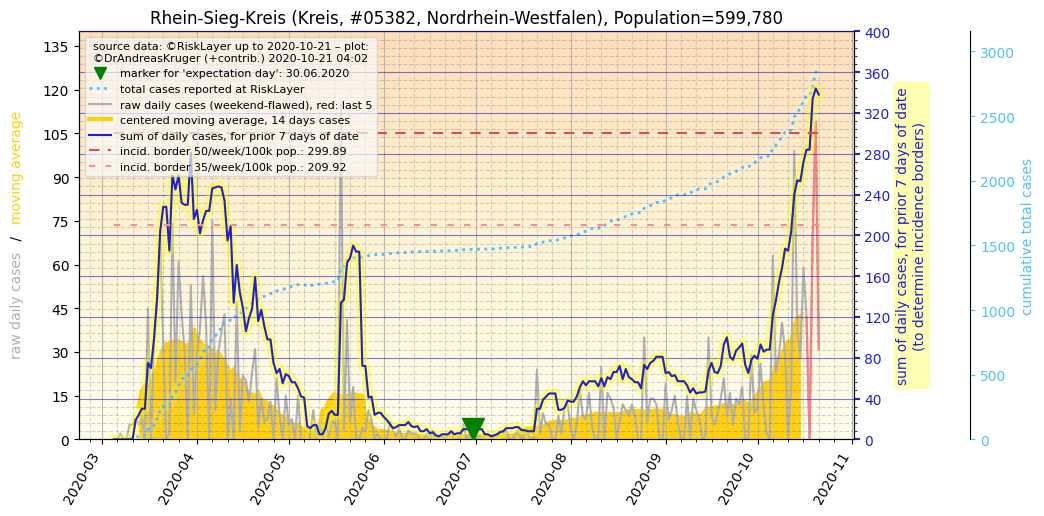 Rhein-Sieg-Kreis (Kreis, #05382, Nordrhein-Westfalen), Population=599,780
source data: ©RiskLayer up to 2020-10-21 – plot:
©DrAndreasKruger (+contrib.) 2020-10-21 04:02
marker for 'expectation day': 30.06.2020
total cases reported at RiskLayer
raw daily cases (weekend-flawed), red: last 5
centered moving average, 14 days cases
sum of daily cases, for prior 7 days of date
incid. border 50/week/100k pop.: 299.89
incid. border 35/week/100k pop.: 209.92
raw daily cases / moving average
135
120
105
90
75
60
45
30
15
0
400
360
320
280
240
200
160
120
80
40
0
sum of daily cases, for prior 7 days of date
(to determine incidence borders)
3000
2500
2000
1500
1000
500
0
cumulative total cases
2020-03
2020-04
2020-05
2020-06
2020-07
2020-08
2020-09
2020-10
2020-11